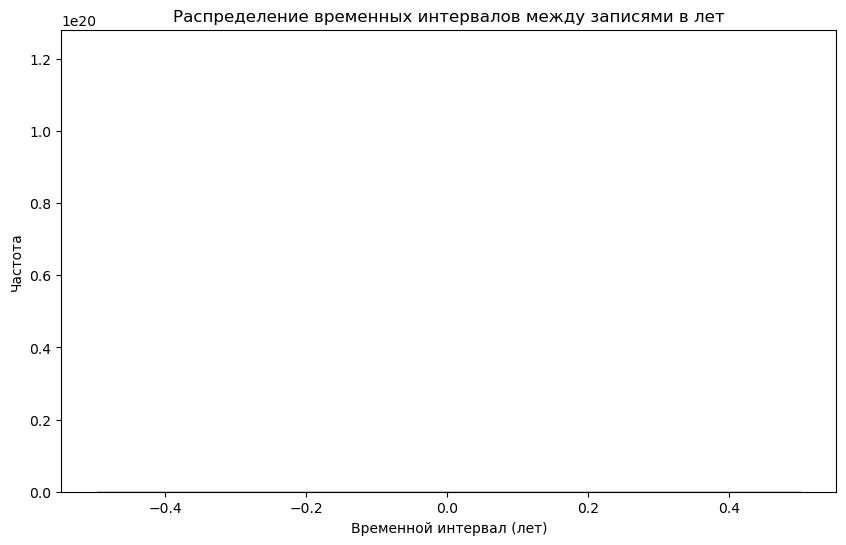 Распределение временных интервалов между записями в лет
1e20
1.2
1.0
0.8
0.6
0.4
0.2
0.0
Частота
−0.4 −0.2 0.0 0.2 0.4
Временной интервал (лет)